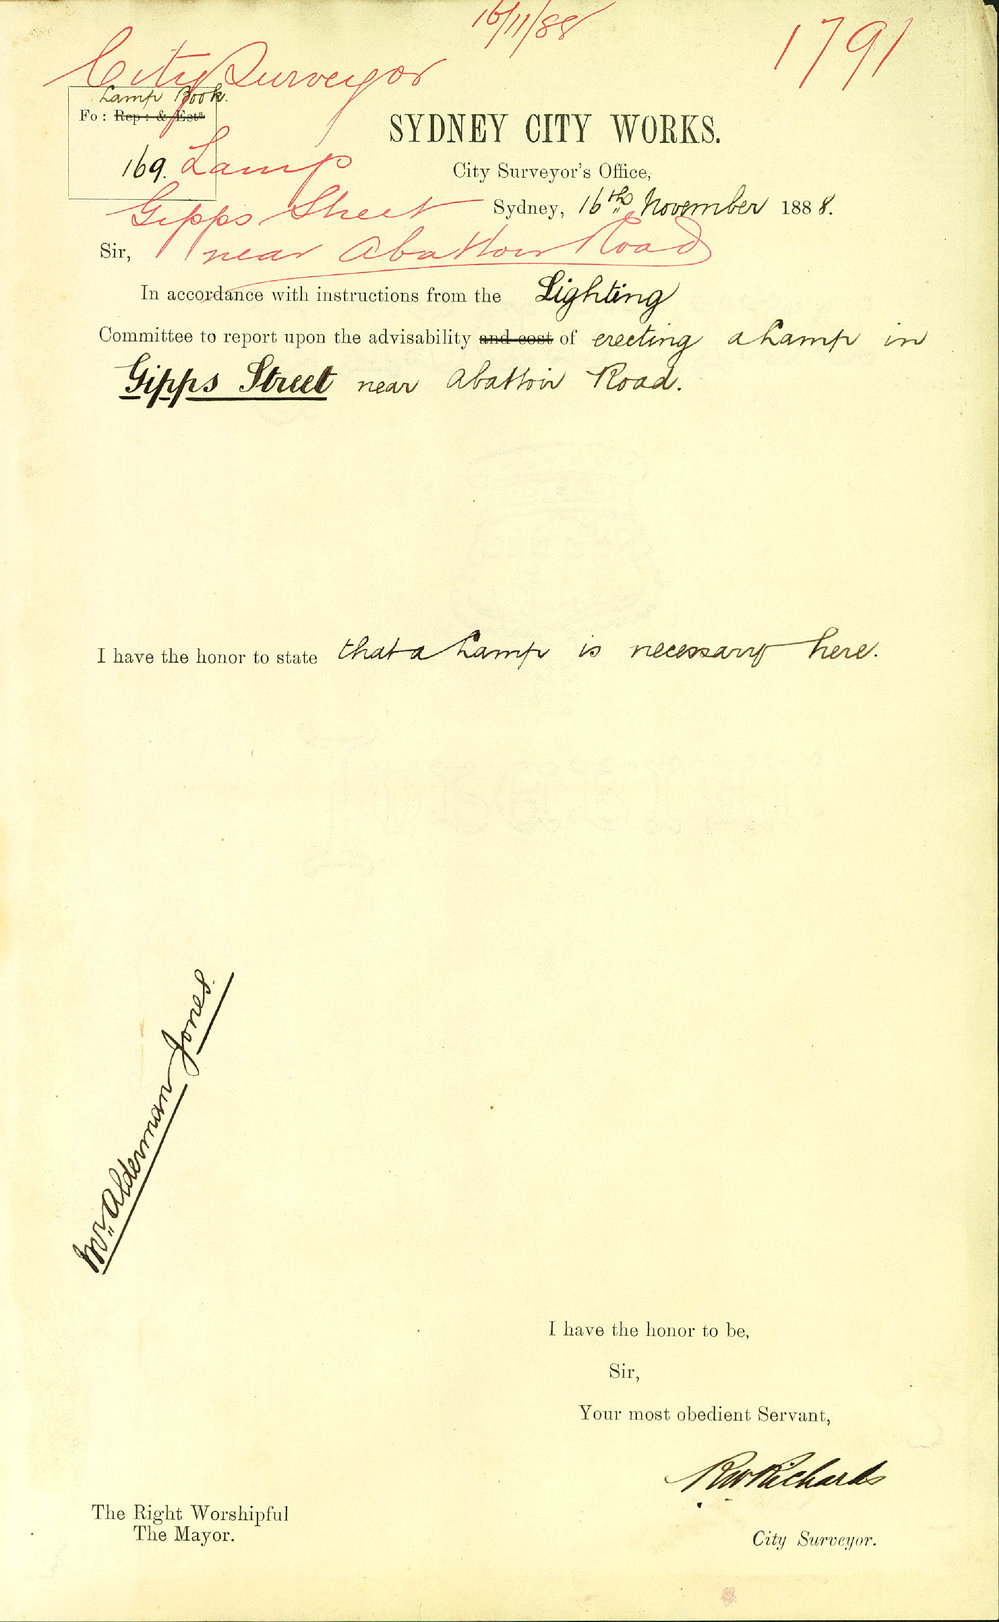 16/11/88
1791
City Surveyor
Lamp Book.
Fo: Rep: & Ests
169.
Lamp
Gipps Street
near Abattoir Road
SYDNEY CITY WORKS.
City Surveyor's Office,
Sydney, 16th November 1888.
Sir,
In accordance with instructions from the Lighting
Committee to report upon the advisability and cost of erecting a Lamp in
Gipps Street near Abattoir Road.
I have the honor to state that a Lamp is necessary here.
Mr. Alderman Jones.
I have the honor to be,
Sir,
Your most obedient Servant,
RW Richards
City Surveyor.
The Right Worshipful
The Mayor.